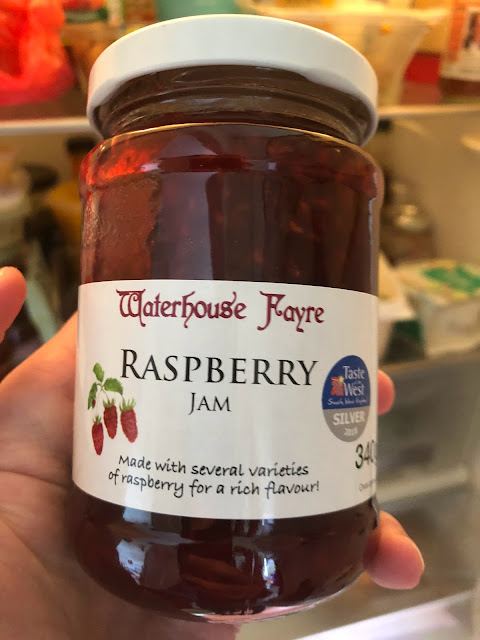 Waterhouse Fayre
RASPBERRY
JAM
Taste
of the
West
SILVER
340
Made with several varieties
of raspberry for a rich flavour!